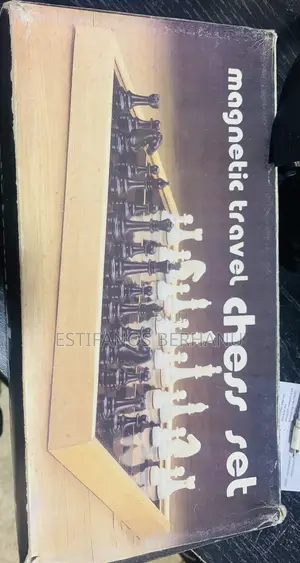 magnetic travel chess set
ESTIFANOS BERHANU